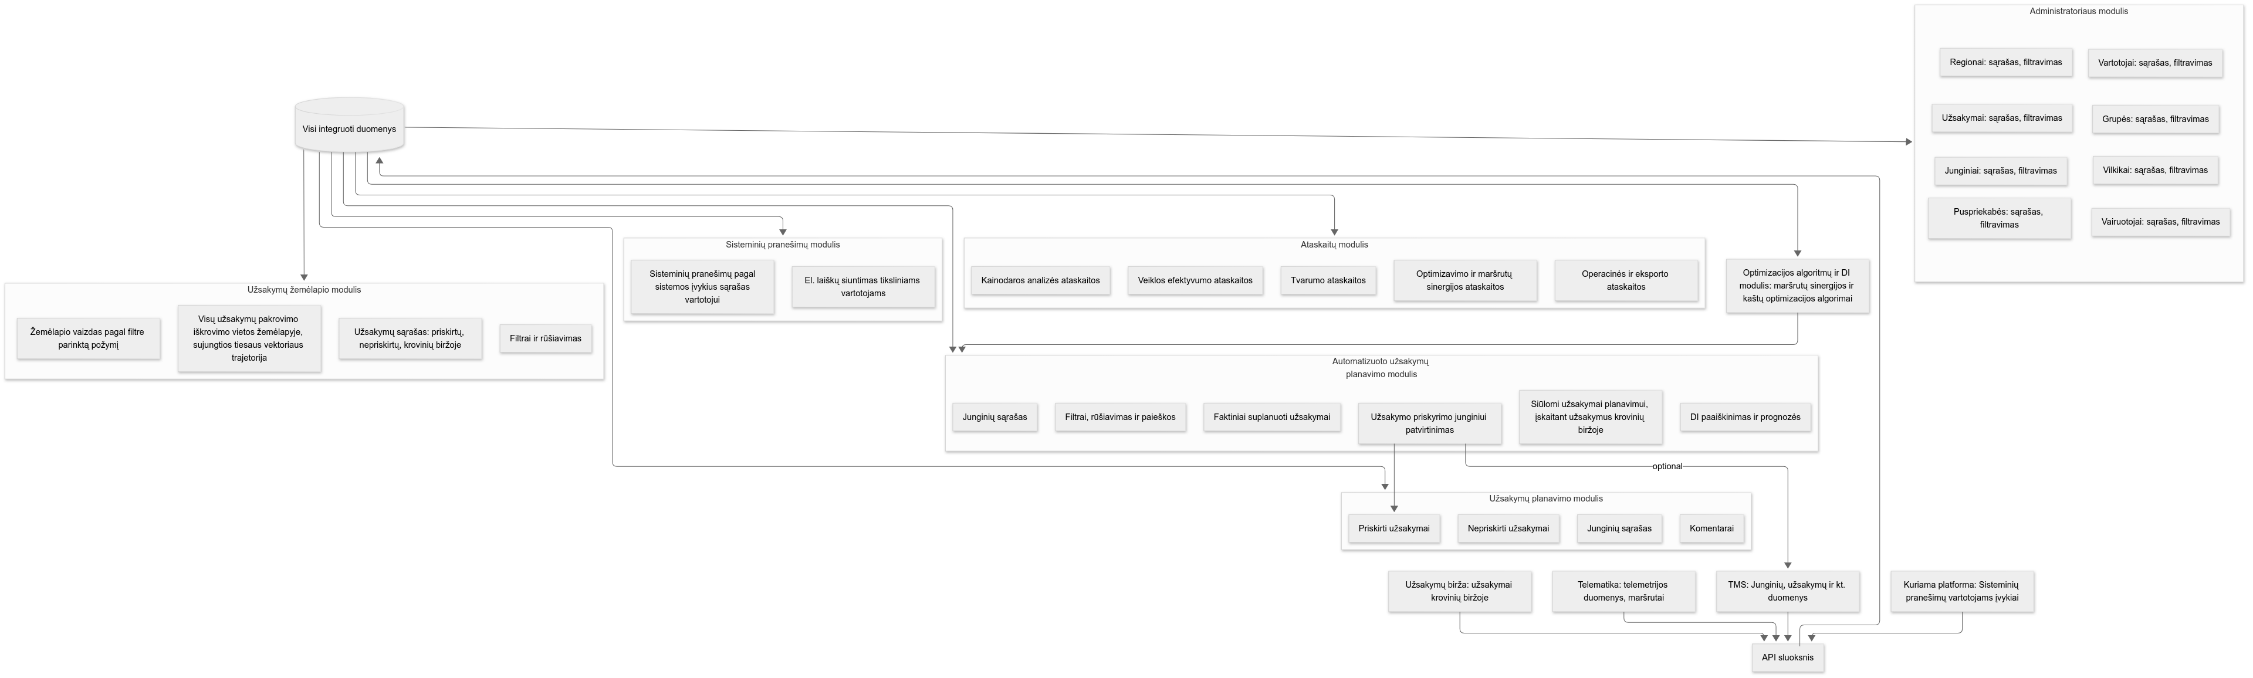 Administratoriaus modulis
Regionai: sąrašas, filtravimas
Vartotojai: sąrašas, filtravimas
Užsakymai: sąrašas, filtravimas
Grupės: sąrašas, filtravimas
Junginiai: sąrašas, filtravimas
Vilkikai: sąrašas, filtravimas
Puspriekabės: sąrašas,
filtravimas
Vairuotojai: sąrašas, filtravimas
Visi integruoti duomenys
Užsakymų žemėlapio modulis
Žemėlapio vaizdas pagal filtre
parinktą požymį
Visų užsakymų pakrovimo
iškrovimo vietos žemėlapyje,
sujungtios tiesaus vektoriaus
trajetorija
Užsakymų sąrašas: priskirtų,
nepriskirtų, krovinių biržoje
Filtrai ir rūšiavimas
Sisteminių pranešimų modulis
Sisteminių pranešimų pagal
sistemos įvykius sąrašas
vartotojui
El. laiškų siuntimas tiksliniams
vartotojams
Ataskaitų modulis
Kainodaros analizės ataskaitos
Veiklos efektyvumo ataskaitos
Tvarumo ataskaitos
Optimizavimo ir maršrutų
sinergijos ataskaitos
Operacinės ir eksporto
ataskaitos
Optimizacijos algoritmų ir DI
modulis: maršrutų sinergijos ir
kaštų optimizacijos algorimai
Automatizuoto užsakymų
planavimo modulis
Junginių sąrašas
Filtrai, rūšiavimas ir paieškos
Faktiniai suplanuoti užsakymai
Užsakymo priskyrimo junginiui
patvirtinimas
Siūlomi užsakymai planavimui,
įskaitant užsakymus krovinių
biržoje
DI paaiškinimas ir prognozės
optional
Užsakymų planavimo modulis
Priskirti užsakymai
Nepriskirti užsakymai
Junginių sąrašas
Komentarai
Užsakymų birža: užsakymai
krovinių biržoje
Telematika: telemetrijos
duomenys, maršrutai
TMS: Junginių, užsakymų ir kt.
duomenys
Kuriama platforma: Sisteminių
pranešimų vartotojams įvykiai
API sluoksnis